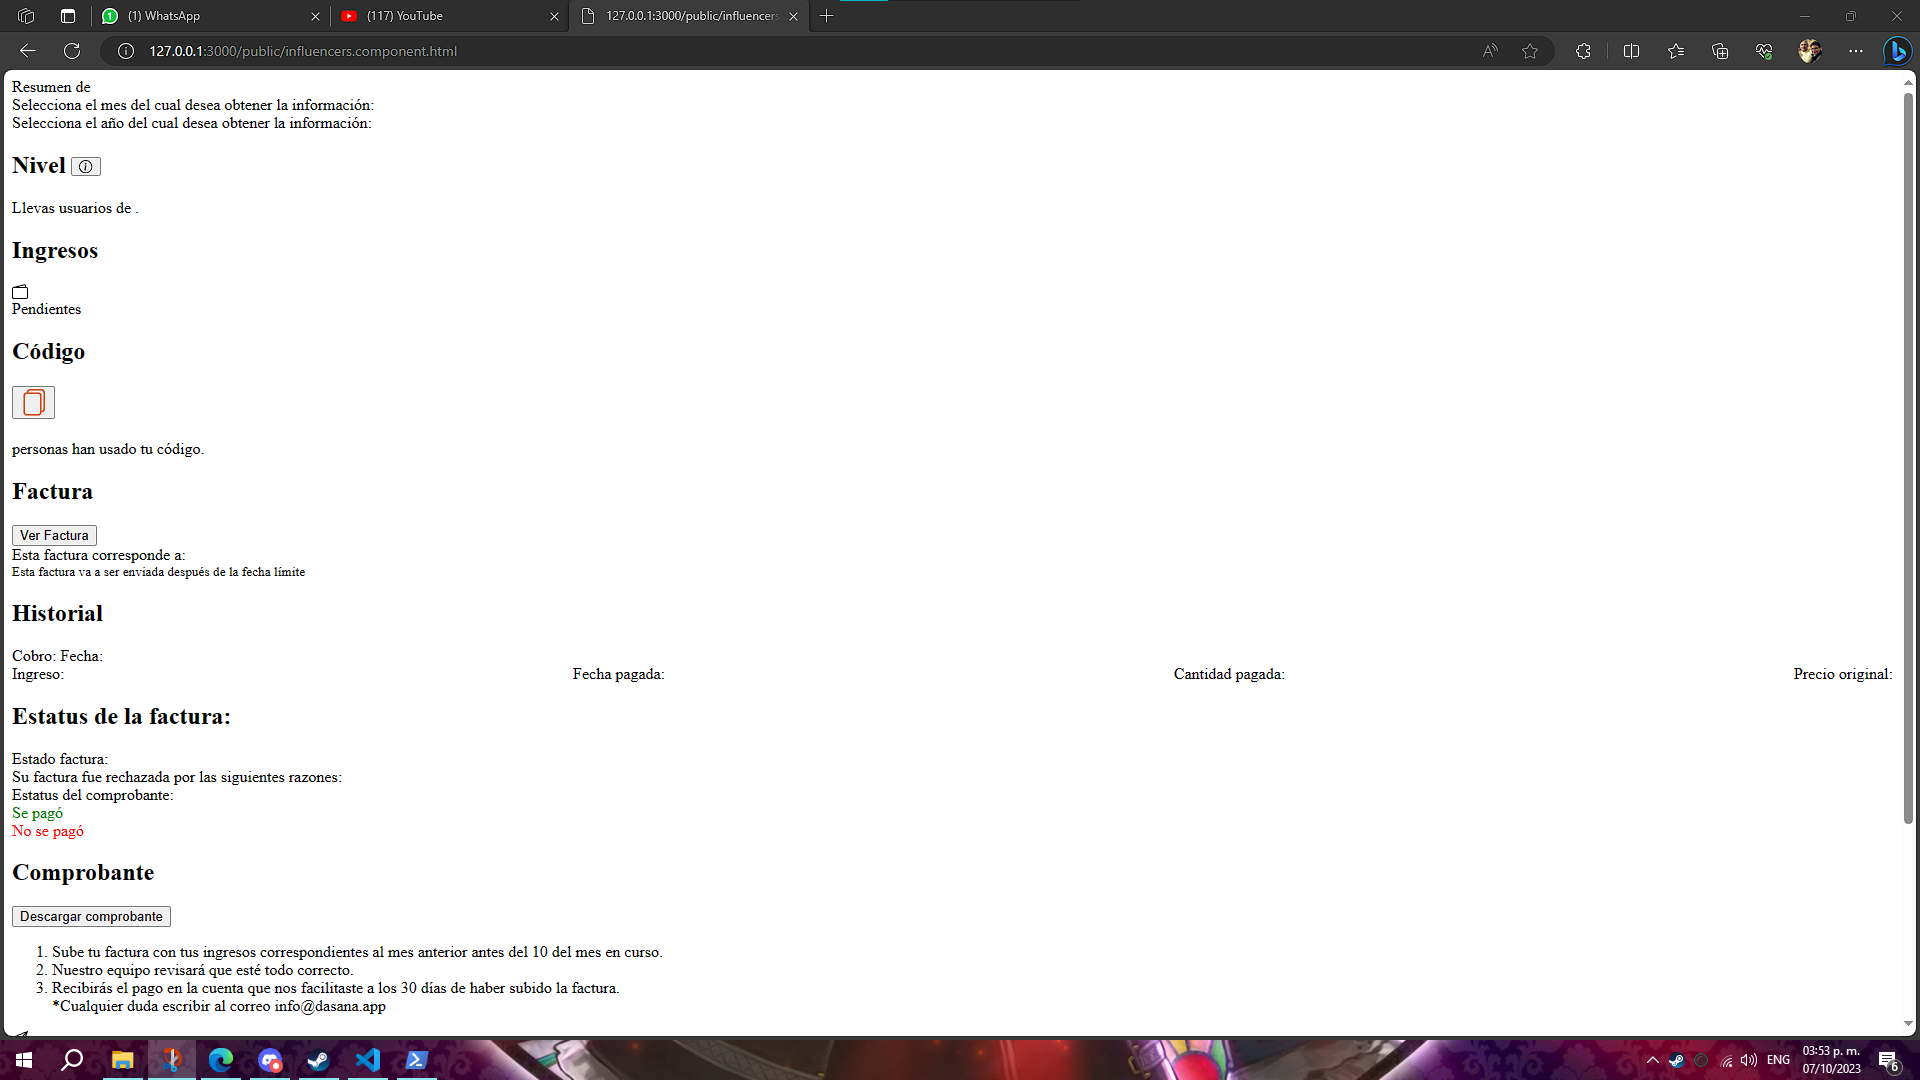 (1) WhatsApp
(117) YouTube
127.0.0.1:3000/public/influencers
127.0.0.1:3000/public/influencers.component.html
Resumen de
Selecciona el mes del cual desea obtener la información:
Selecciona el año del cual desea obtener la información:
Nivel
Llevas usuarios de .
Ingresos
Pendientes
Código
personas han usado tu código.
Factura
Ver Factura
Esta factura corresponde a:
Esta factura va a ser enviada después de la fecha límite
Historial
Cobro: Fecha:
Ingreso: Fecha pagada: Cantidad pagada: Precio original:
Estatus de la factura:
Estado factura:
Su factura fue rechazada por las siguientes razones:
Estatus del comprobante:
Se pagó
No se pagó
Comprobante
Descargar comprobante
1. Sube tu factura con tus ingresos correspondientes al mes anterior antes del 10 del mes en curso.
2. Nuestro equipo revisará que esté todo correcto.
3. Recibirás el pago en la cuenta que nos facilitaste a los 30 días de haber subido la factura.
*Cualquier duda escribir al correo info@dasana.app
ENG
03:53 p. m.
07/10/2023
6